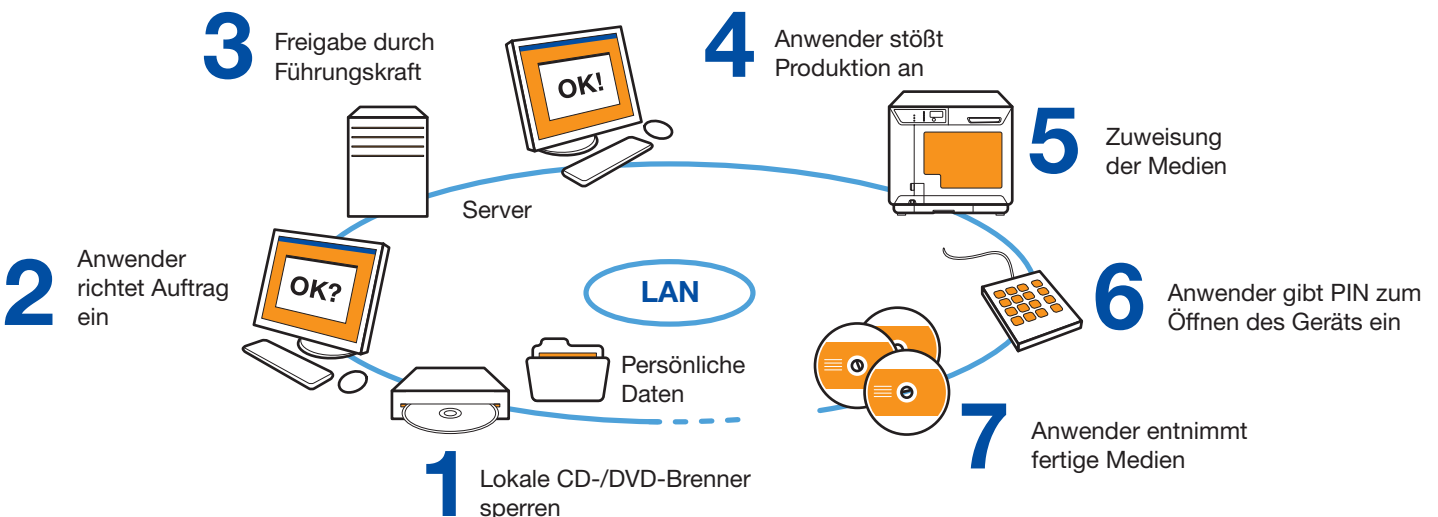 1
Lokale CD-/DVD-Brenner
sperren
Persönliche
Daten
2
Anwender
richtet Auftrag
ein
OK?
Server
3
Freigabe durch
Führungskraft
OK!
4
Anwender stößt
Produktion an
5
Zuweisung
der Medien
6
Anwender gibt PIN zum
Öffnen des Geräts ein
7
Anwender entnimmt
fertige Medien
LAN